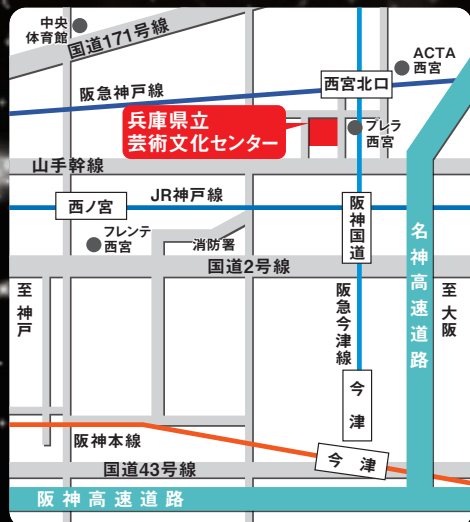 中央
体育館
国道171号線
ACTA
西宮
阪急神戸線
西宮北口
兵庫県立
芸術文化センター
プレラ
西宮
山手幹線
JR神戸線
西ノ宮
阪神国道
フレンテ
西宮
消防署
国道2号線
名神高速道路
至神戸
阪急今津線
至大阪
今津
阪神本線
今津
国道43号線
阪神高速道路